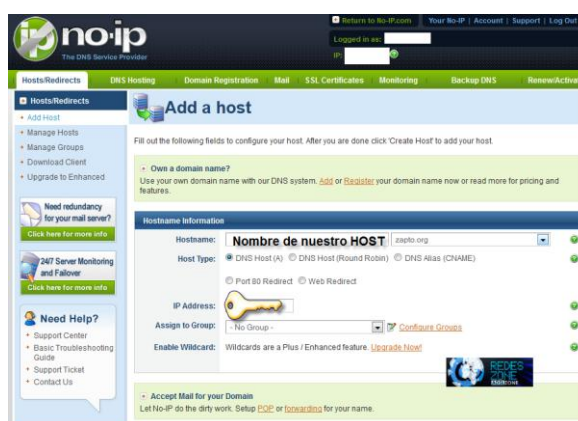 no-ip
The DNS Service Provider
Return to No-IP.com
Your No-IP | Account | Support | Log Out
Logged in as:
IP:
Hosts/Redirects
DNS Hosting
Domain Registration
Mail
SSL Certificates
Monitoring
Backup DNS
Renew/Activa
Hosts/Redirects
Add Host
Manage Hosts
Manage Groups
Download Client
Upgrade to Enhanced
Need redundancy
for your mail server?
Click here for more info
24/7 Server Monitoring
and Failover
Click here for more info
Need Help?
Support Center
Basic Troubleshooting
Guide
Support Ticket
Contact Us
Add a host
Fill out the following fields to configure your host. After you are done click 'Create Host' to add your host.
Own a domain name?
Use your own domain name with our DNS system. Add or Register your domain name now or read more for pricing and
features.
Hostname Information
Hostname:
Nombre de nuestro HOST
zapto.org
Host Type:
DNS Host (A)
DNS Host (Round Robin)
DNS Alias (CNAME)
Port 80 Redirect
Web Redirect
IP Address:
Assign to Group:
- No Group -
Configure Groups
Enable Wildcard:
Wildcards are a Plus / Enhanced feature. Upgrade Now!
REDES
ZONE
Accept Mail for your Domain
Let No-IP do the dirty work. Setup POP or forwarding for your name.